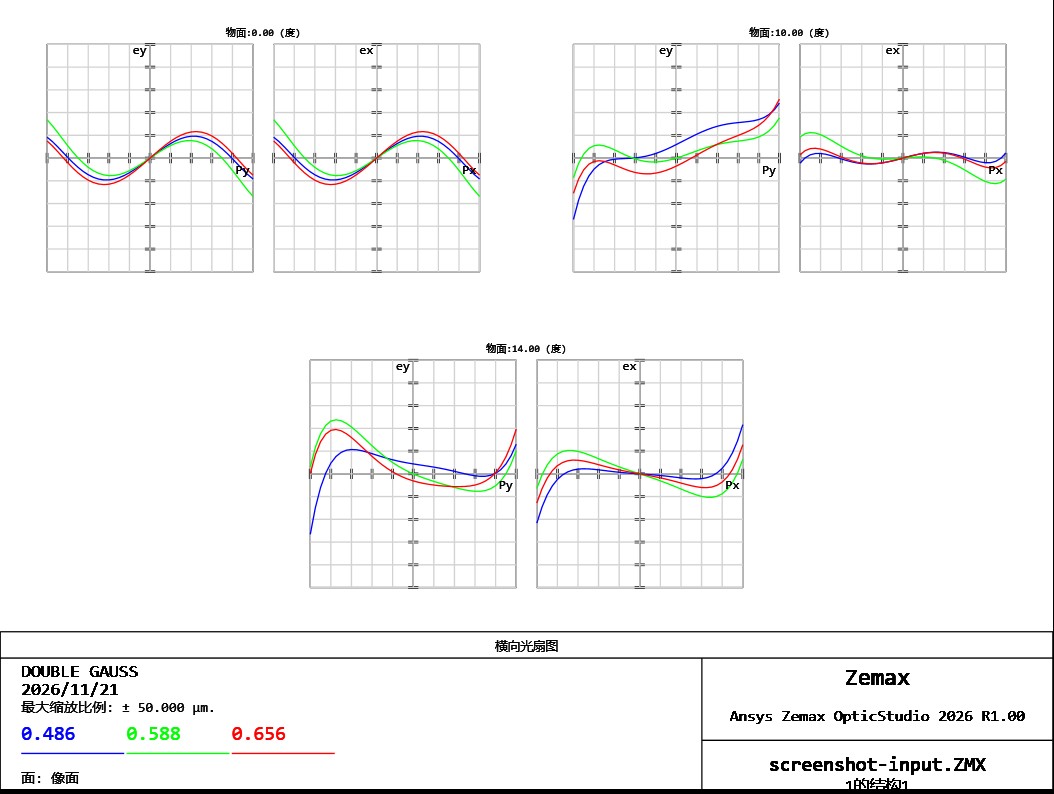 物面:0.00 (度)
物面:10.00 (度)
ey
ex
ey
ex
Py
Px
Py
Px
物面:14.00 (度)
ey
ex
Py
Px
横向光扇图
DOUBLE GAUSS
2026/11/21
最大缩放比例: ± 50.000 µm.
0.486 0.588 0.656
面: 像面
Zemax
Ansys Zemax OpticStudio 2026 R1.00
screenshot-input.ZMX
1的结构1